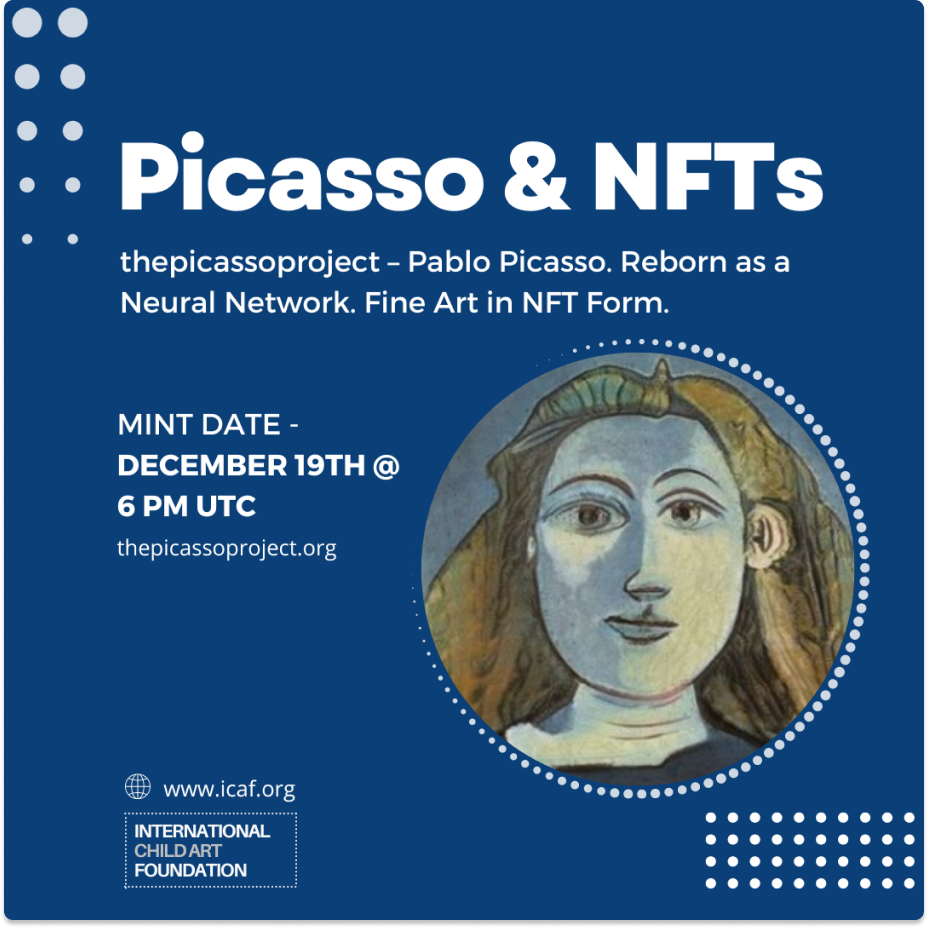 Picasso & NFTs
thepicassoproject – Pablo Picasso. Reborn as a
Neural Network. Fine Art in NFT Form.
MINT DATE -
DECEMBER 19TH @
6 PM UTC
thepicassoproject.org
www.icaf.org
INTERNATIONAL
CHILD ART
FOUNDATION